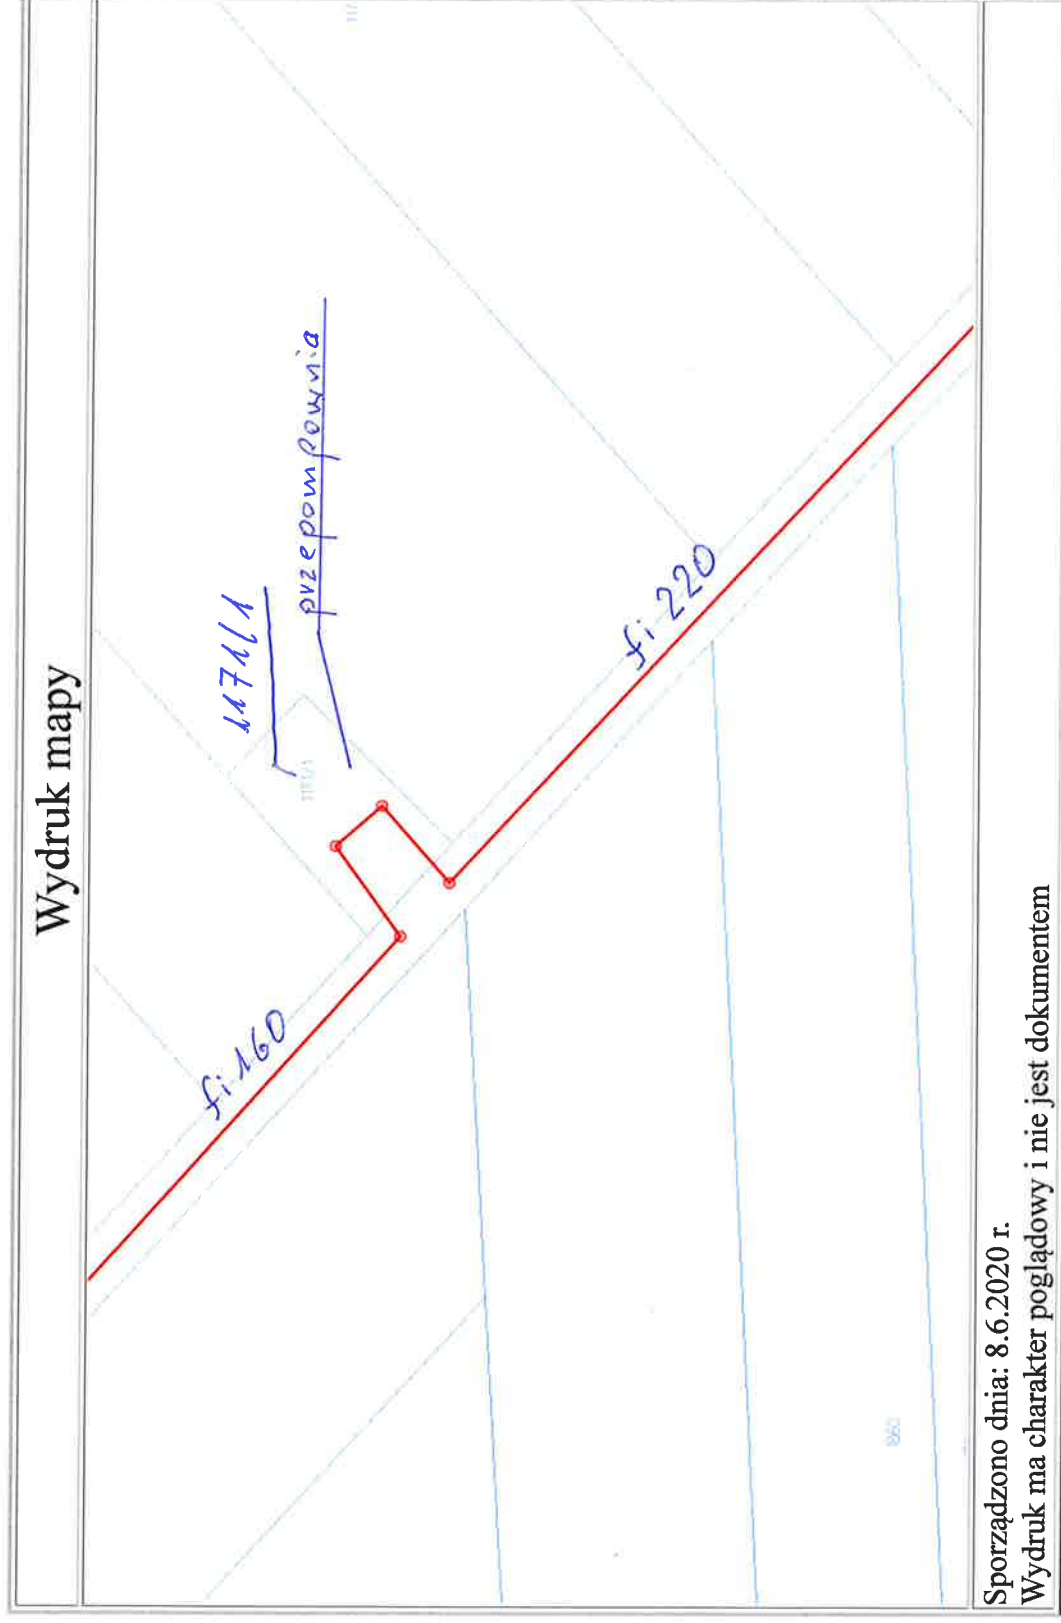 Wydruk mapy
1171/1
przepompownia
fi 160
fi 220
860
Sporządzono dnia: 8.6.2020 r.
Wydruk ma charakter poglądowy i nie jest dokumentem